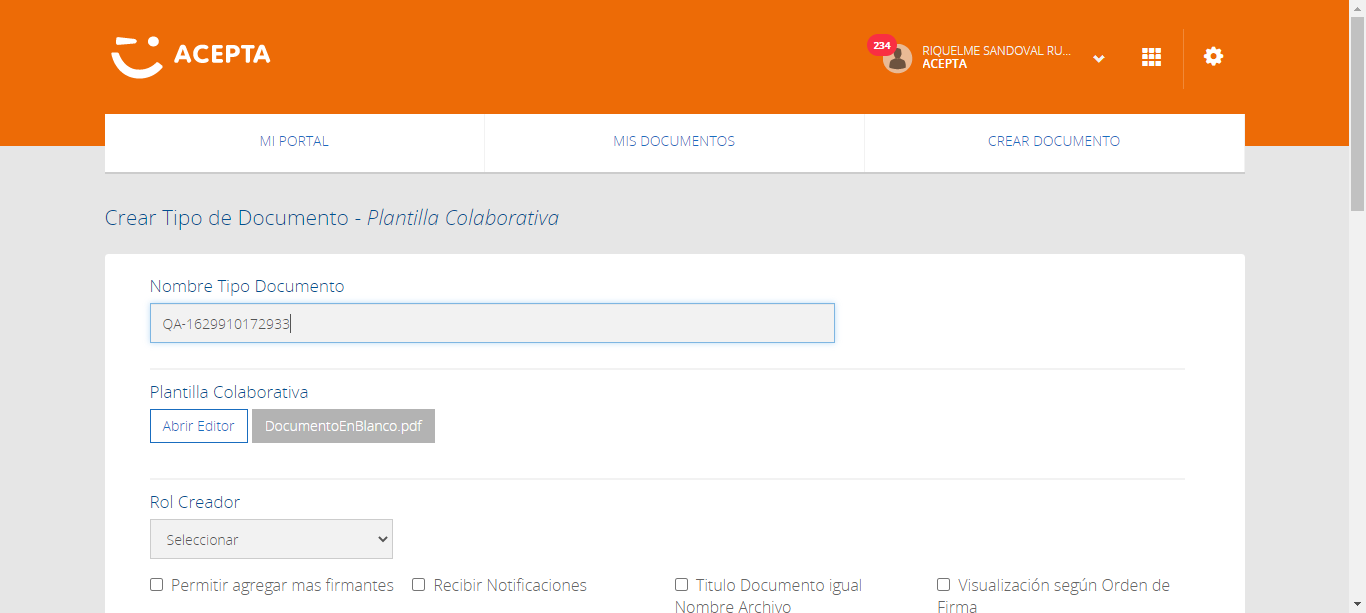 ACEPTA
234
RIQUELME SANDOVAL RU...
ACEPTA
MI PORTAL
MIS DOCUMENTOS
CREAR DOCUMENTO
Crear Tipo de Documento - Plantilla Colaborativa
Nombre Tipo Documento
QA-1629910172933
Plantilla Colaborativa
Abrir Editor
DocumentoEnBlanco.pdf
Rol Creador
Seleccionar
Permitir agregar mas firmantes
Recibir Notificaciones
Titulo Documento igual
Nombre Archivo
Visualización según Orden de
Firma